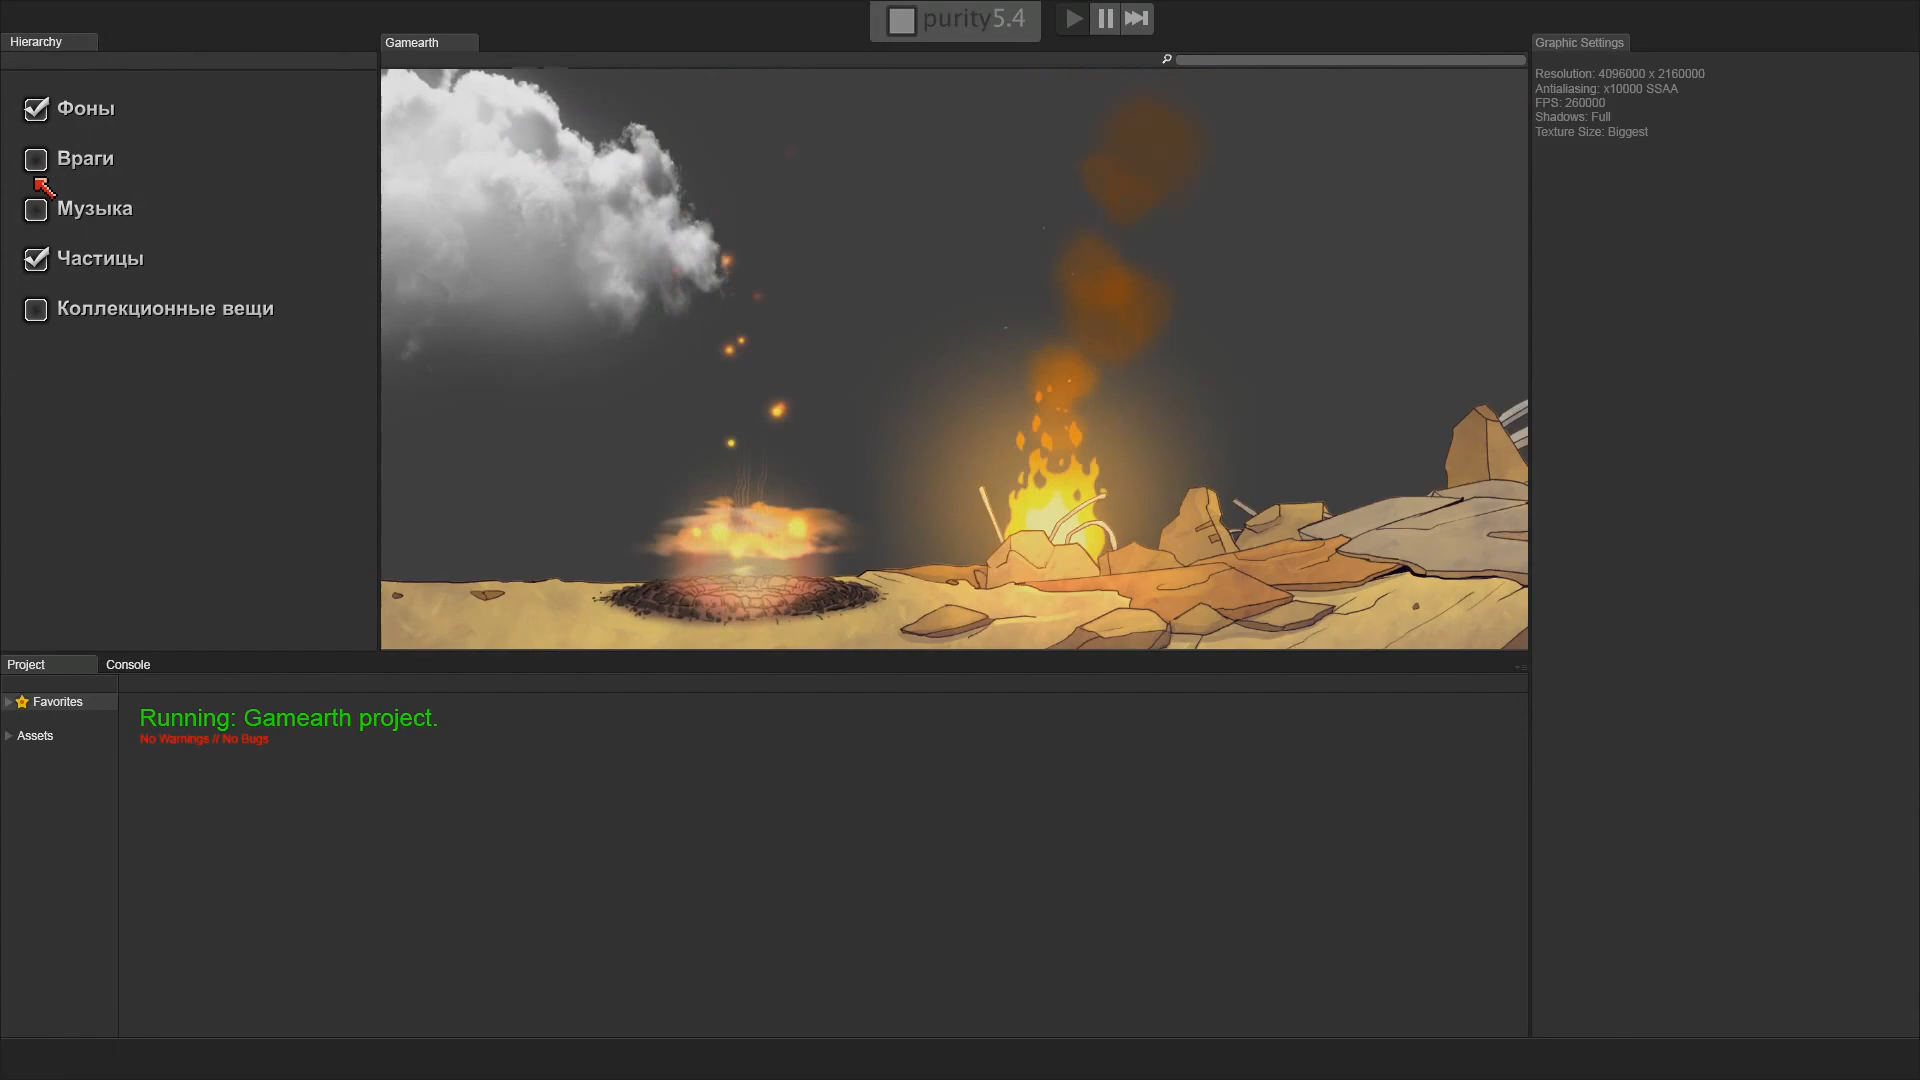 purity5.4
Hierarchy
Gamearth
Graphic Settings
Фоны
Враги
Музыка
Частицы
Коллекционные вещи
Resolution: 4096000 x 2160000
Antialiasing: x10000 SSAA
FPS: 260000
Shadows: Full
Texture Size: Biggest
Project
Console
Favorites
Assets
Running: Gamearth project.
No Warnings // No Bugs